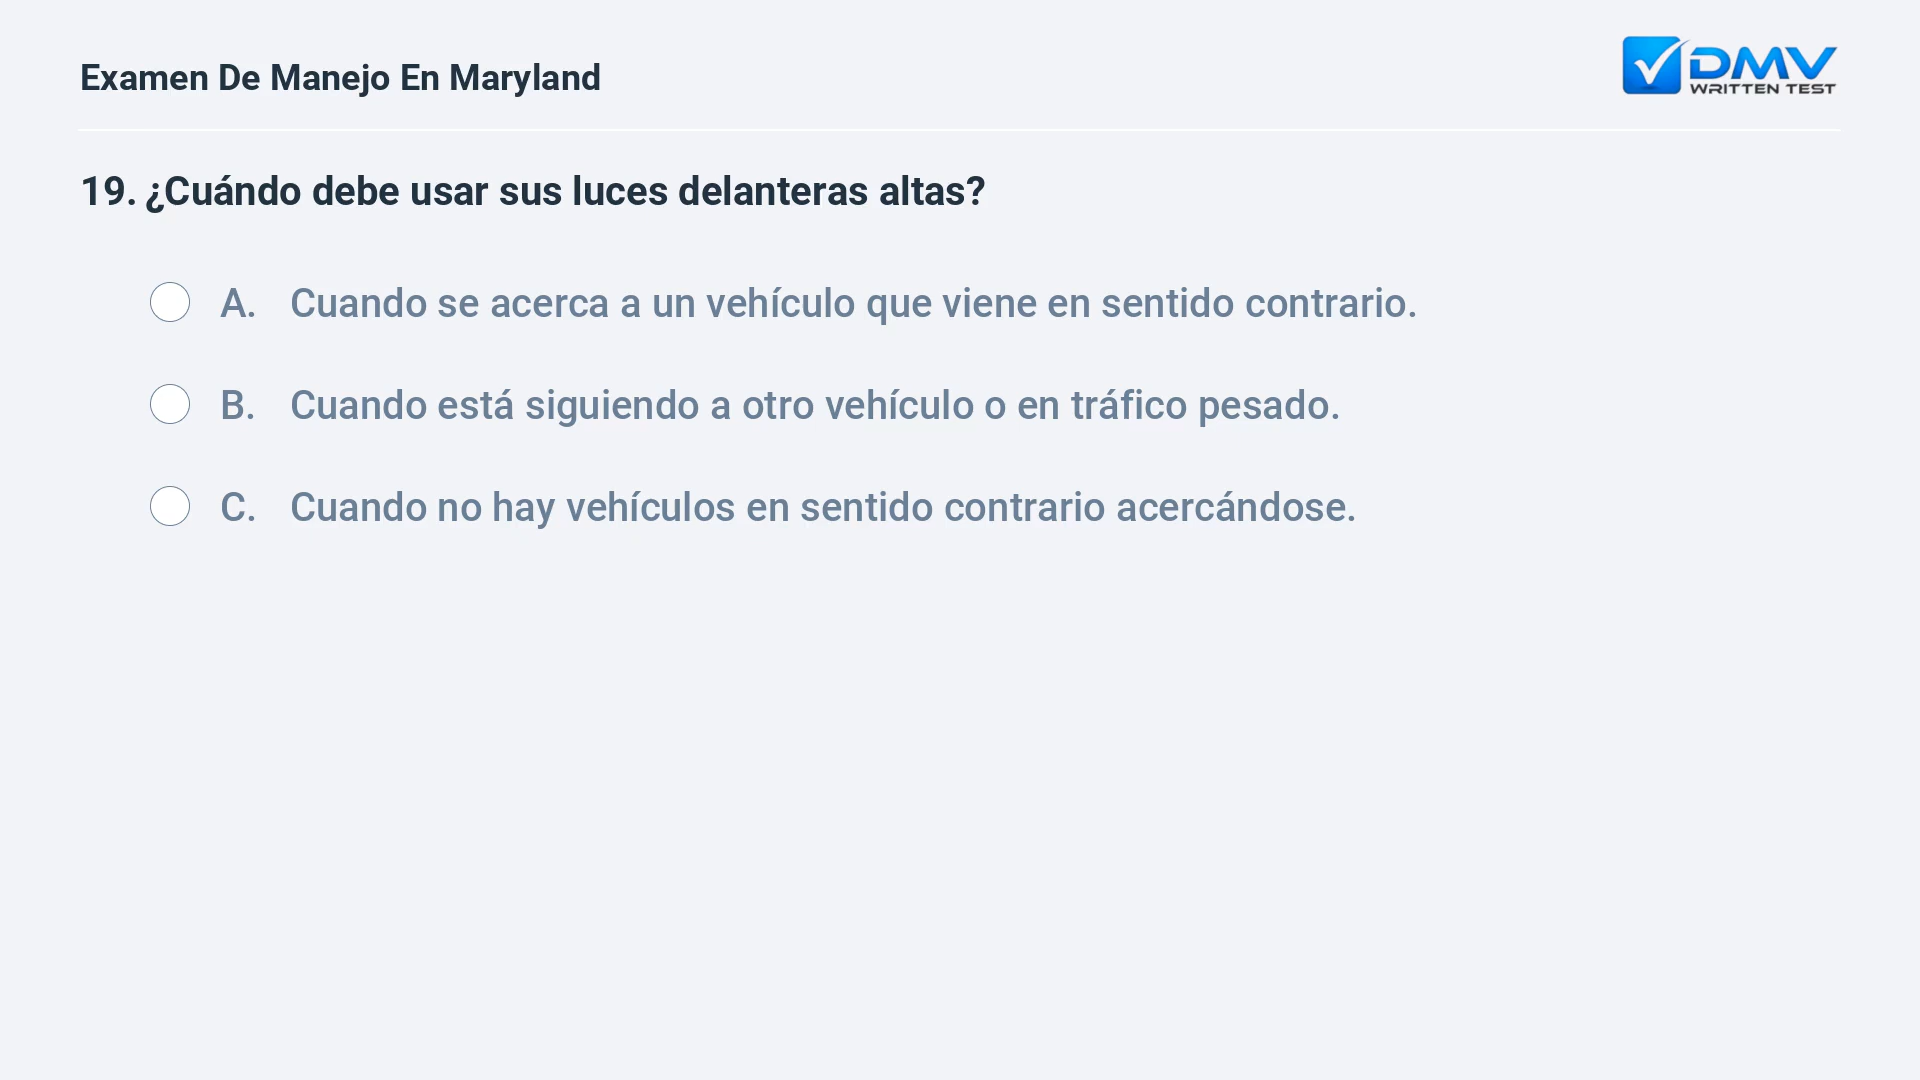 Examen De Manejo En Maryland
DMV
WRITTEN TEST
19. ¿Cuándo debe usar sus luces delanteras altas?
A. Cuando se acerca a un vehículo que viene en sentido contrario.
B. Cuando está siguiendo a otro vehículo o en tráfico pesado.
C. Cuando no hay vehículos en sentido contrario acercándose.